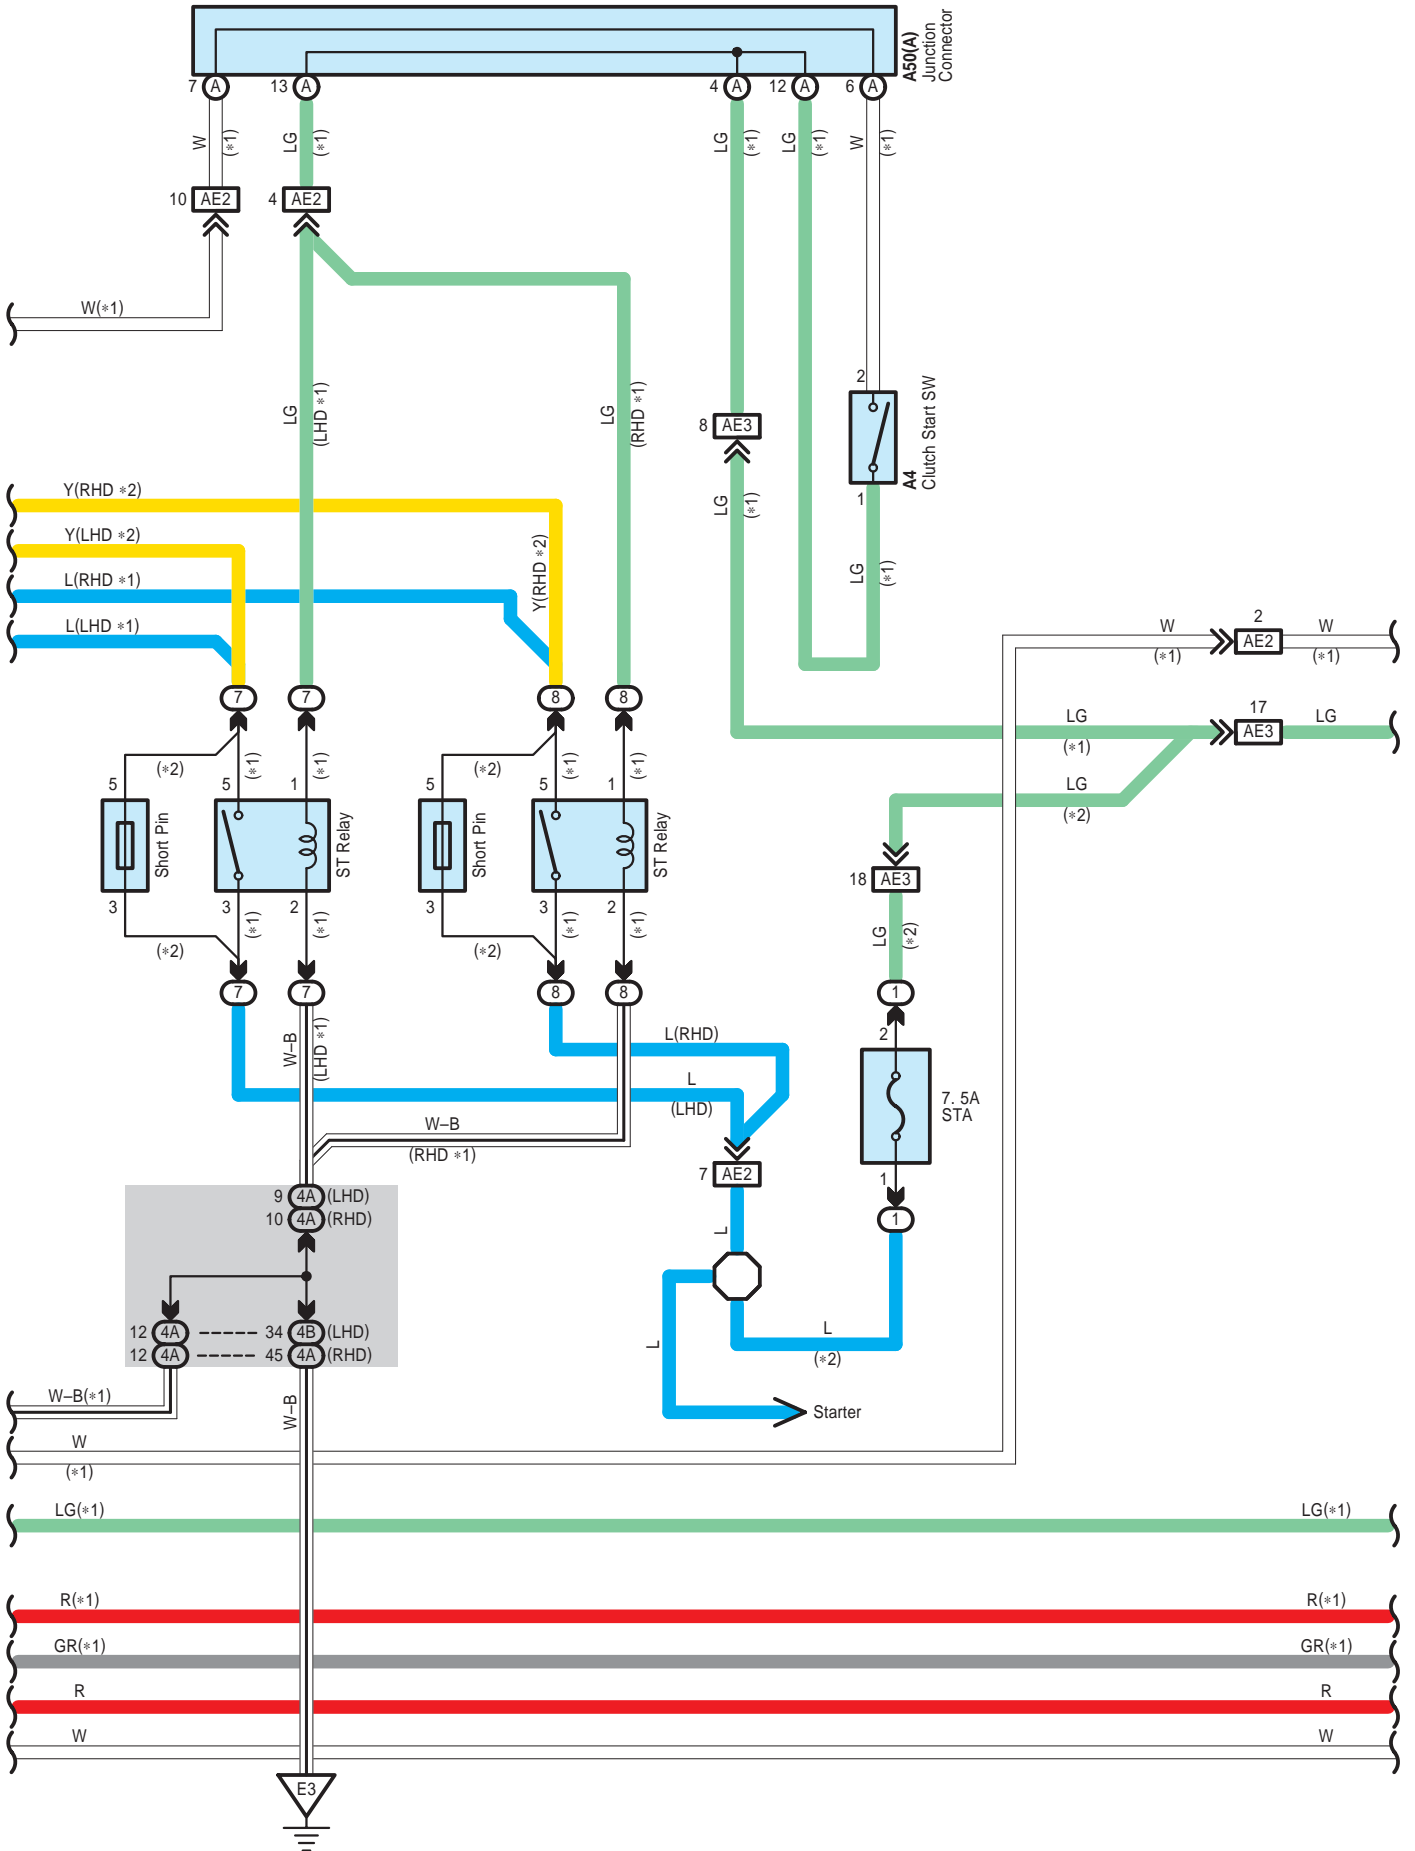 A50(A)
Junction
Connector
7 A
13 A
4 A
12 A
6 A
W
(*1)
LG
(*1)
LG
(*1)
LG
(*1)
W
(*1)
10 AE2
4 AE2
W(*1)
LG
(LHD *1)
LG
(RHD *1)
2
A4
Clutch Start SW
1
8 AE3
LG
(*1)
Y(RHD *2)
Y(LHD *2)
L(RHD *1)
L(LHD *1)
Y(RHD *2)
LG
(*1)
W
(*1)
2
AE2
W
(*1)
7
7
8
8
LG
(*1)
17
AE3
LG
(*2)
(*1)
(*1)
(*2)
(*1)
(*1)
5
5
1
5
5
1
LG
(*2)
Short Pin
ST Relay
Short Pin
ST Relay
18 AE3
3
3
2
3
3
2
(*2)
(*1)
(*1)
(*2)
(*1)
(*1)
LG
(*2)
7
7
8
8
1
W–B
(LHD *1)
L(RHD)
2
L
(LHD)
7. 5A
STA
W–B
(RHD *1)
7 AE2
1
9 4A (LHD)
10 4A (RHD)
1
L
12 4A
34 4B (LHD)
12 4A
45 4A (RHD)
L
L
(*2)
W–B(*1)
W–B
Starter
W
(*1)
LG(*1)
LG(*1)
R(*1)
R(*1)
GR(*1)
GR(*1)
R
R
W
W
E3